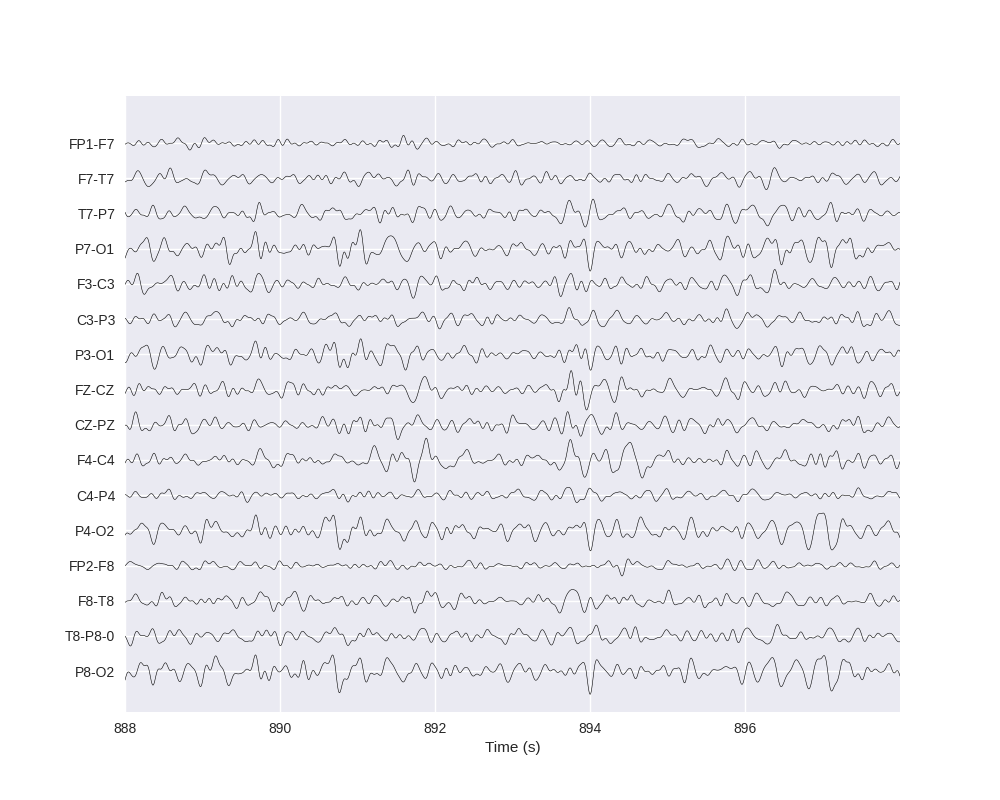 FP1-F7
F7-T7
T7-P7
P7-O1
F3-C3
C3-P3
P3-O1
FZ-CZ
CZ-PZ
F4-C4
C4-P4
P4-O2
FP2-F8
F8-T8
T8-P8-0
P8-O2
888 890 892 894 896
Time (s)